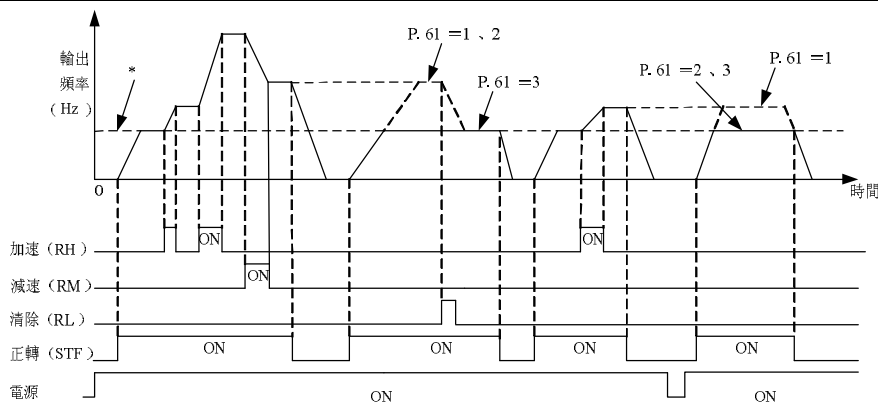 輸出
頻率
(Hz)
*
P. 61 =1、2
P. 61 =3
P. 61 =2、3
P. 61 =1
0
時間
加速(RH)
ON
ON
減速(RM)
ON
清除(RL)
正轉(STF)
ON
ON
ON
ON
電源
ON
ON